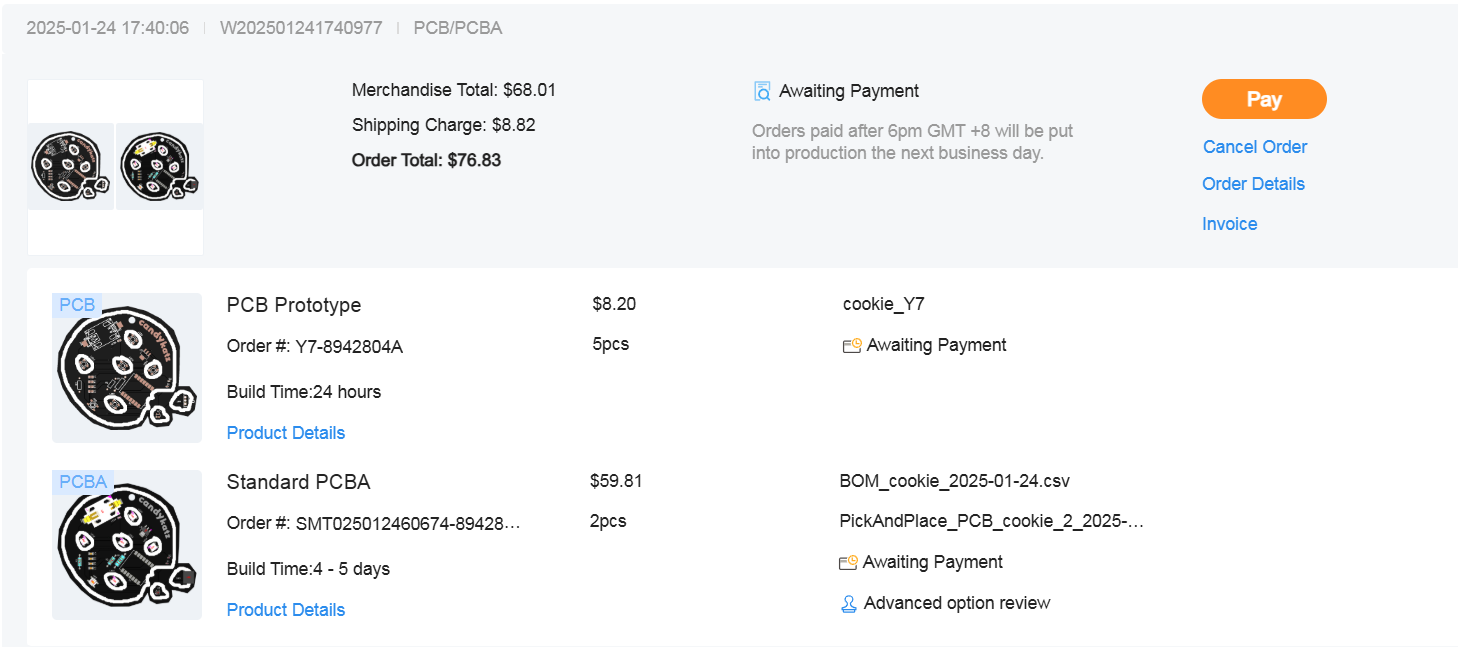 2025-01-24 17:40:06 W202501241740977 PCB/PCBA
Merchandise Total: $68.01
Shipping Charge: $8.82
Order Total: $76.83
Awaiting Payment
Orders paid after 6pm GMT +8 will be put
into production the next business day.
Pay
Cancel Order
Order Details
Invoice
PCB
candykatz
PCB Prototype
$8.20
cookie_Y7
Order #: Y7-8942804A
5pcs
Awaiting Payment
Build Time:24 hours
Product Details
PCBA
candykatz
Standard PCBA
$59.81
BOM_cookie_2025-01-24.csv
Order #: SMT025012460674-89428...
2pcs
PickAndPlace_PCB_cookie_2_2025-...
Build Time:4 - 5 days
Awaiting Payment
Product Details
Advanced option review